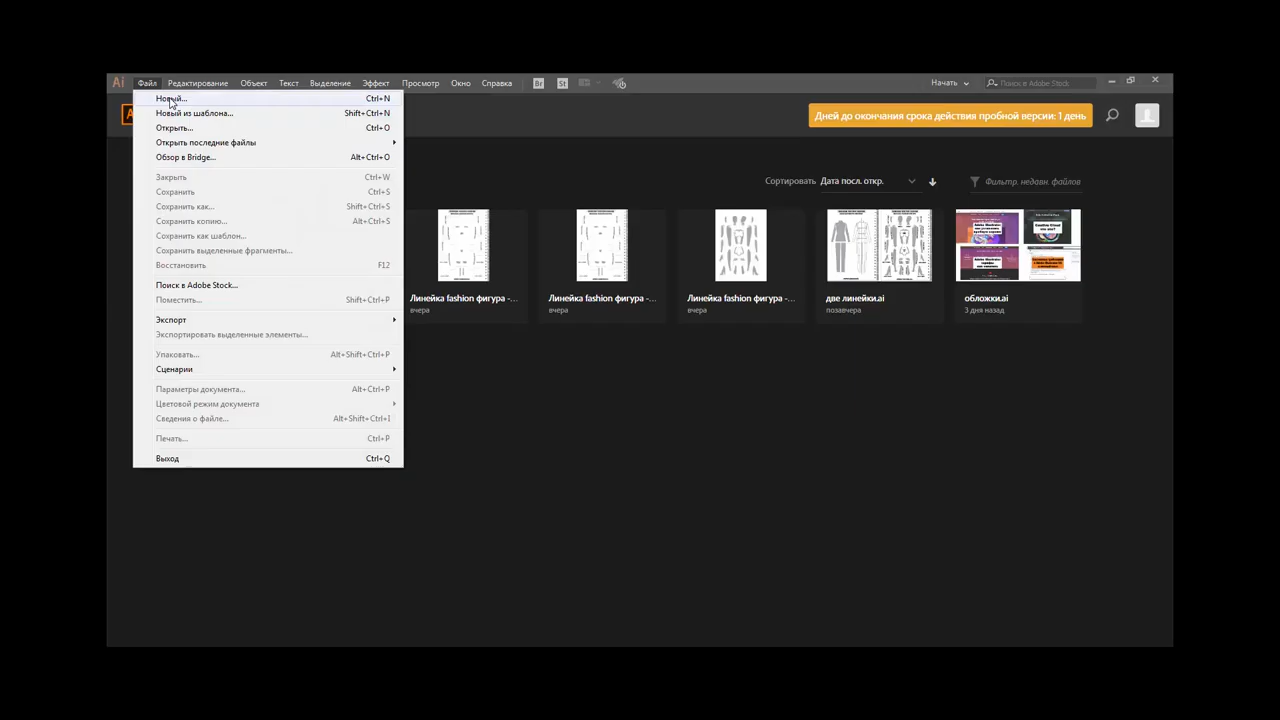 Ai Файл Редактирование Объект Текст Выделение Эффект Просмотр Окно Справка Br St Начать Поиск в Adobe Stock
Новый... Ctrl+N
Новый из шаблона... Shift+Ctrl+N
Открыть... Ctrl+O
Открыть последние файлы
Обзор в Bridge... Alt+Ctrl+O
Закрыть Ctrl+W
Сохранить Ctrl+S
Сохранить как... Shift+Ctrl+S
Сохранить копию... Alt+Ctrl+S
Сохранить как шаблон...
Сохранить выделенные фрагменты...
Восстановить F12
Поиск в Adobe Stock...
Поместить... Shift+Ctrl+P
Экспорт
Экспортировать выделенные элементы...
Упаковать... Alt+Shift+Ctrl+P
Сценарии
Параметры документа... Alt+Ctrl+P
Цветовой режим документа
Сведения о файле... Alt+Shift+Ctrl+I
Печать... Ctrl+P
Выход Ctrl+Q
Дней до окончания срока действия пробной версии: 1 день
Сортировать Дата посл. откр. Фильтр. недавн. файлов
Линейка fashion фигура -... Линейка fashion фигура -... Линейка fashion фигура -... две линейки.ai обложки.ai
вчера вчера вчера позавчера 3 дня назад